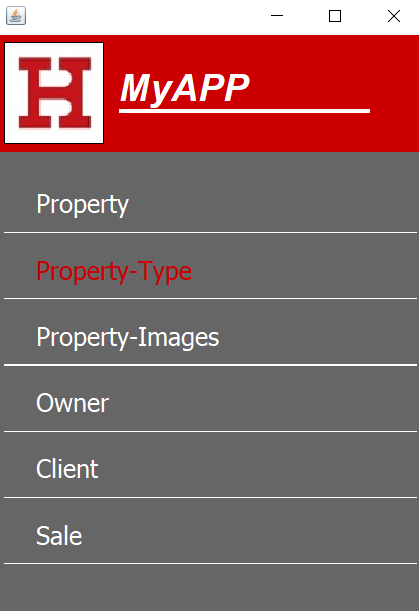 H
MyAPP
Property
Property-Type
Property-Images
Owner
Client
Sale